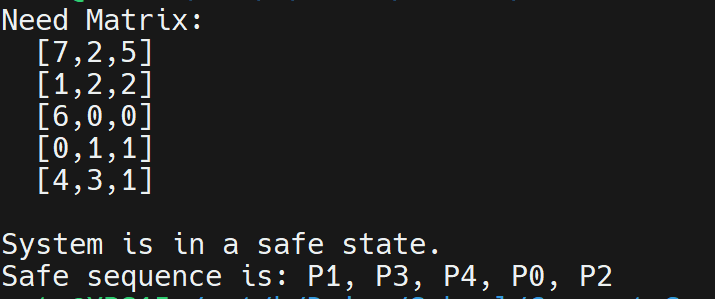 Need Matrix:
[7,2,5]
[1,2,2]
[6,0,0]
[0,1,1]
[4,3,1]
System is in a safe state.
Safe sequence is: P1, P3, P4, P0, P2